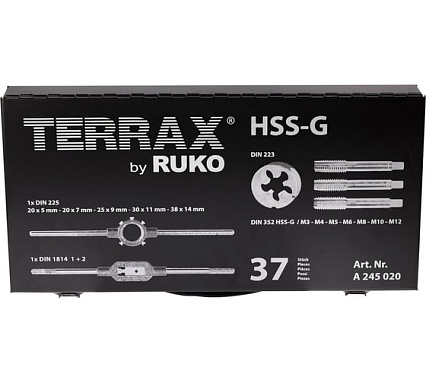 TERRAX®
by RUKO
HSS-G
DIN 223
DIN 352 HSS-G / M3 - M4 - M5 - M6 - M8 - M10 - M12
1x DIN 225
20 x 5 mm - 20 x 7 mm - 25 x 9 mm - 30 x 11 mm - 38 x 14 mm
1x DIN 1814 1 + 2
37
Stück
Pieces
Pièces
Pezzi
Piezas
Art. Nr.
A 245 020